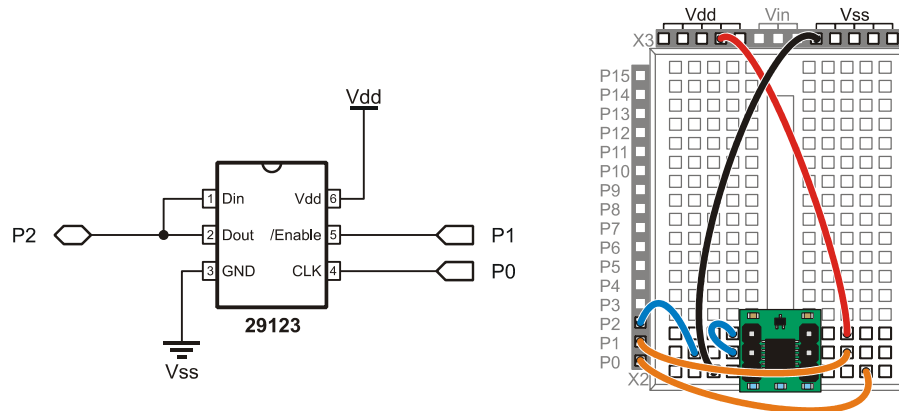 Vdd
P2
1 Din Vdd 6
2 Dout /Enable 5 P1
3 GND CLK 4 P0
29123
Vss
Vdd Vin Vss
X3
P15
P14
P13
P12
P11
P10
P9
P8
P7
P6
P5
P4
P3
P2
P1
P0
X2